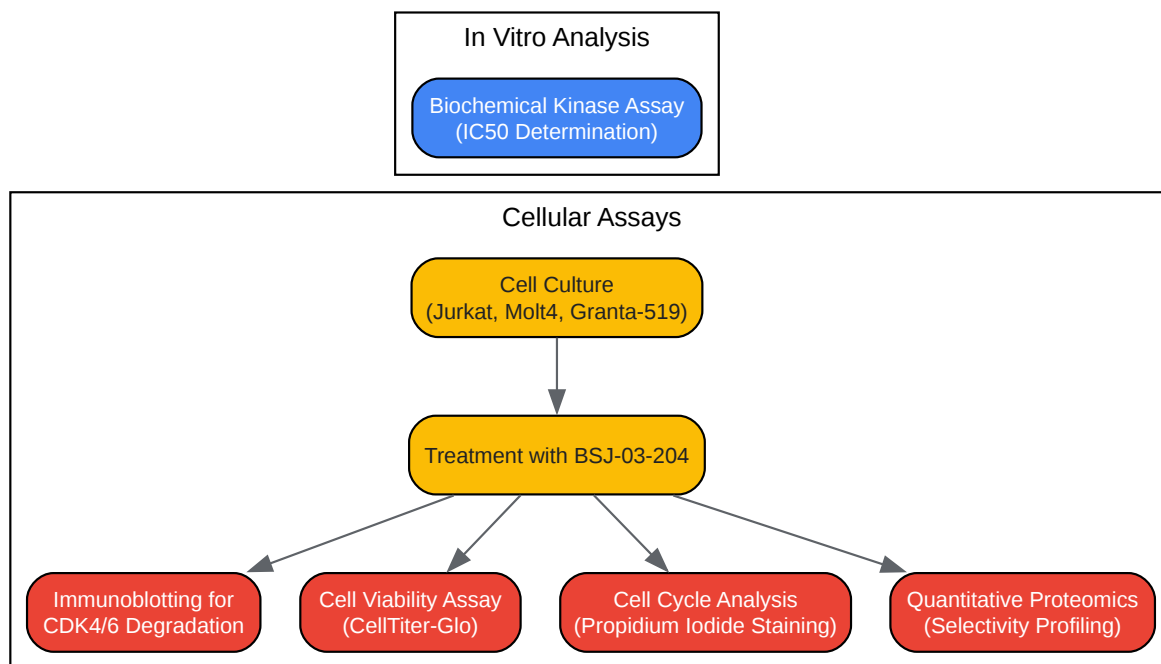 In Vitro Analysis
Biochemical Kinase Assay
(IC50 Determination)
Cellular Assays
Cell Culture
(Jurkat, Molt4, Granta-519)
Treatment with BSJ-03-204
Immunoblotting for
CDK4/6 Degradation
Cell Viability Assay
(CellTiter-Glo)
Cell Cycle Analysis
(Propidium Iodide Staining)
Quantitative Proteomics
(Selectivity Profiling)